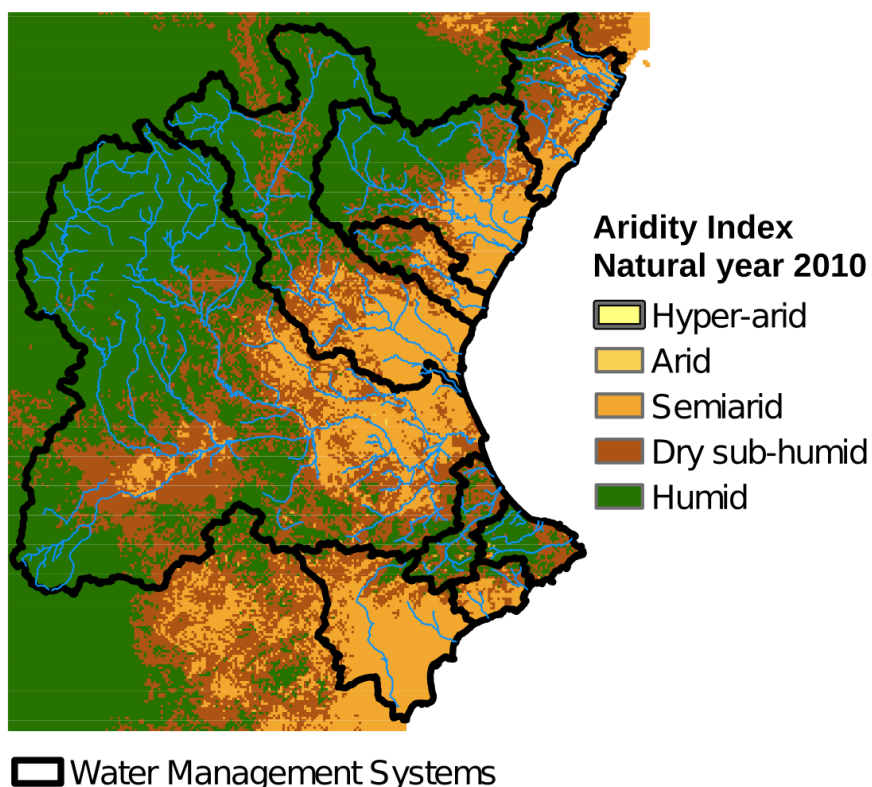 Aridity Index
Natural year 2010
Hyper-arid
Arid
Semiarid
Dry sub-humid
Humid
Water Management Systems